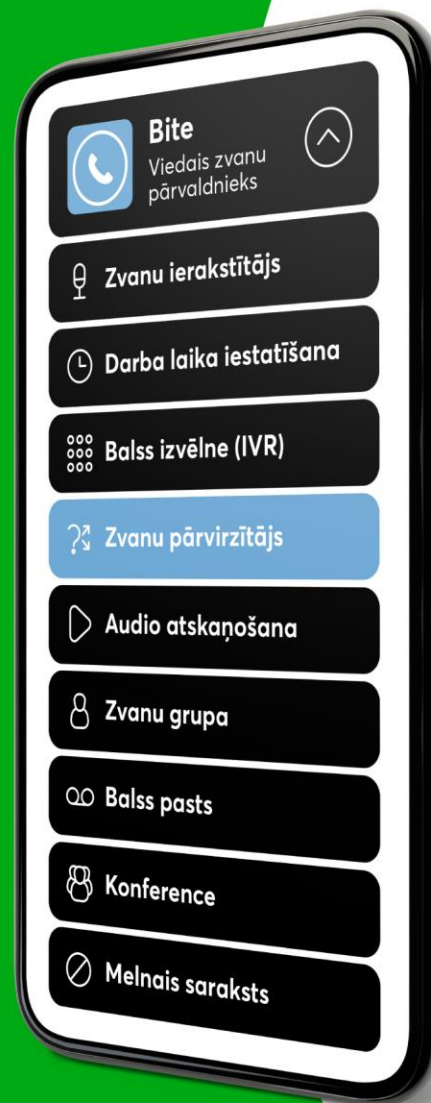 Bite
Viedais zvanu
pārvaldnieks
Zvanu ierakstītājs
Darba laika iestatīšana
Balss izvēlne (IVR)
Zvanu pārvirzītājs
Audio atskaņošana
Zvanu grupa
Balss pasts
Konference
Melnais saraksts